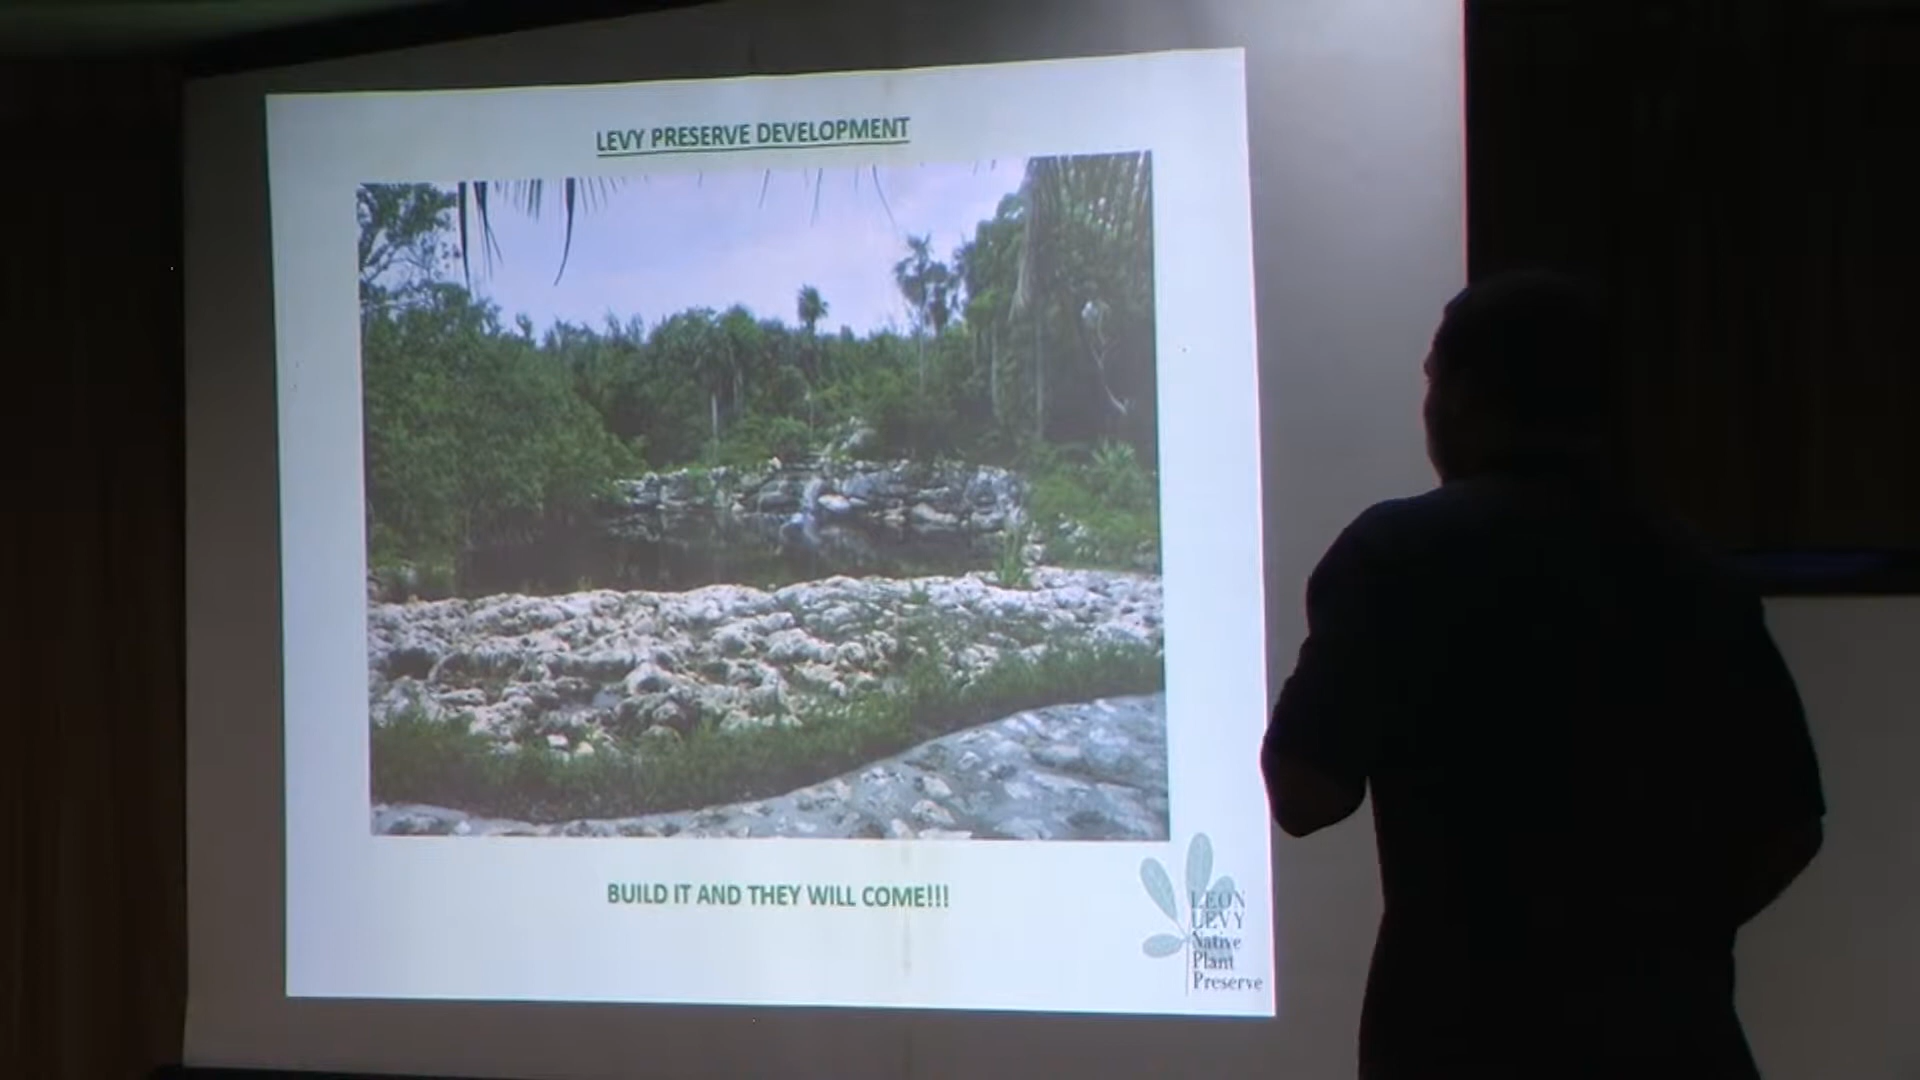 LEVY PRESERVE DEVELOPMENT
BUILD IT AND THEY WILL COME!!!
LEON
LEVY
Native
Plant
Preserve